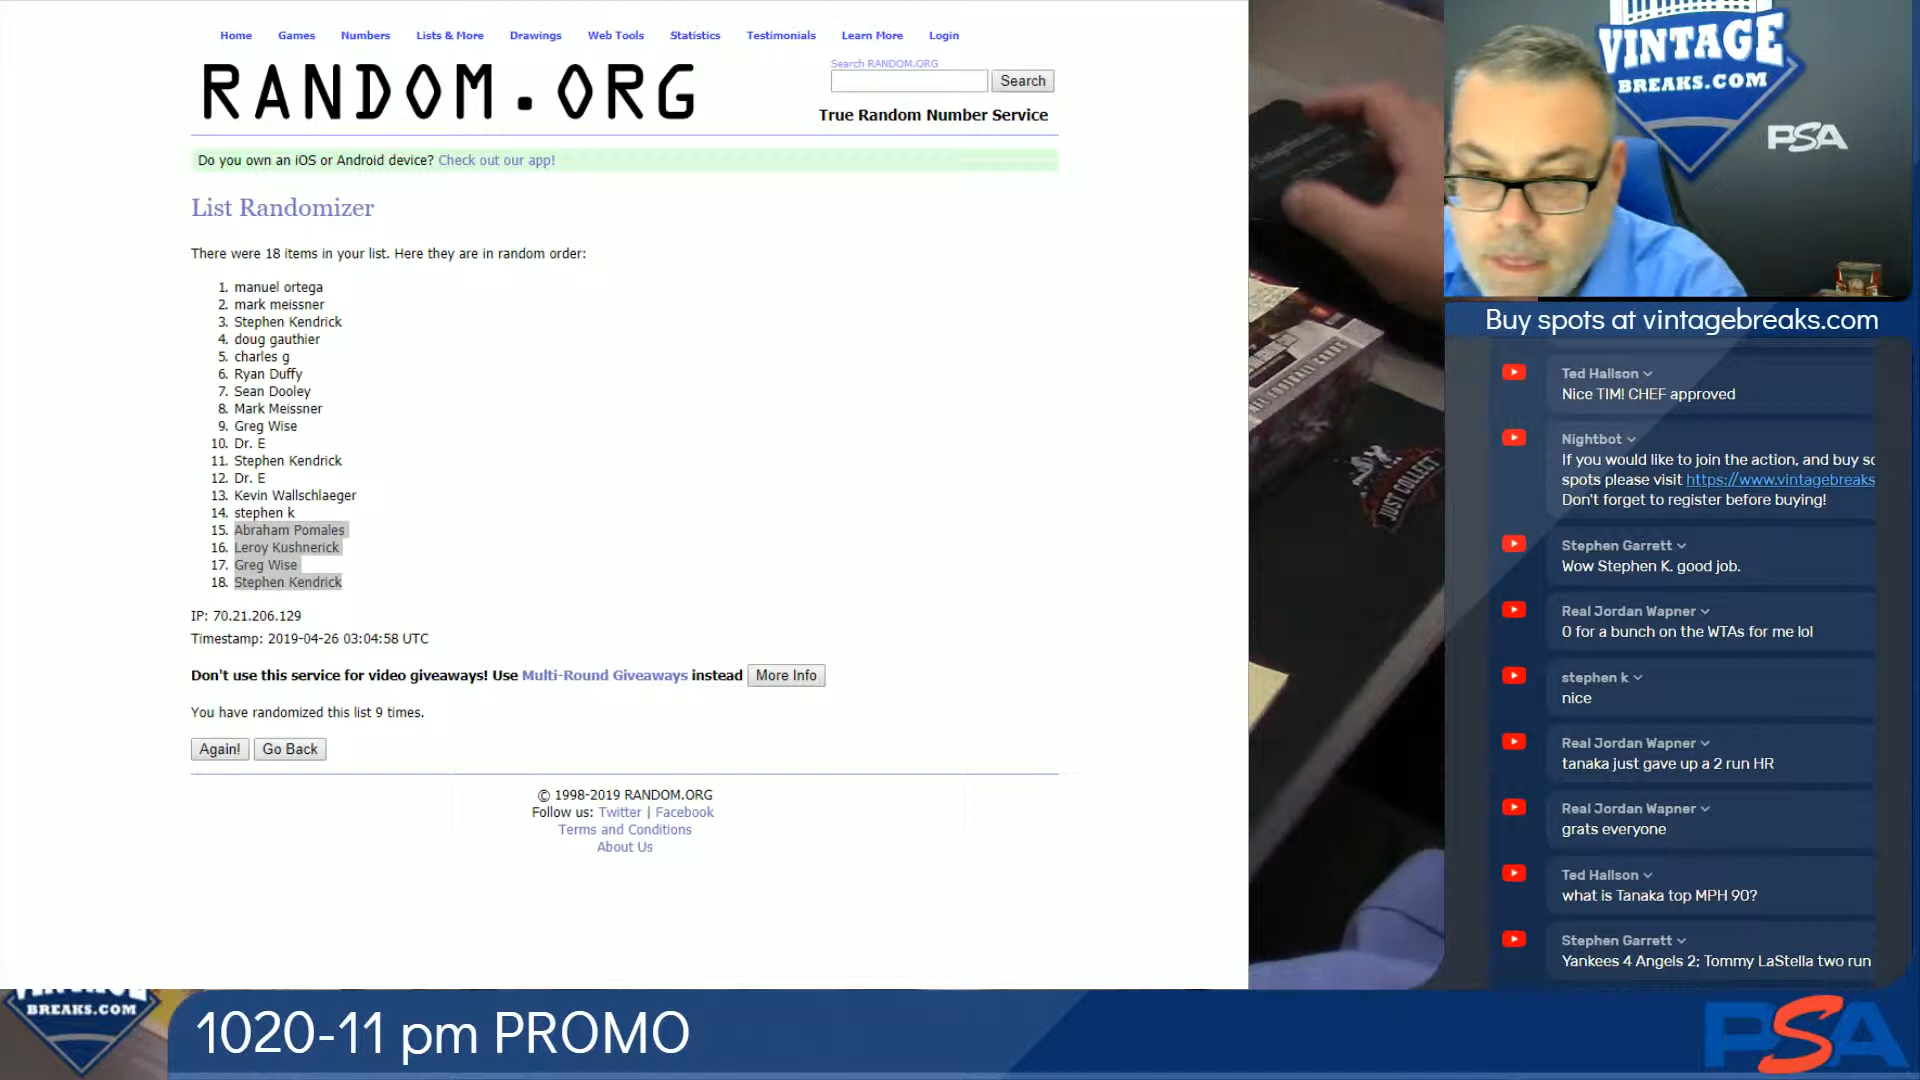 Home Games Numbers Lists & More Drawings Web Tools Statistics Testimonials Learn More Login
RANDOM.ORG
Search RANDOM.ORG
Search
True Random Number Service
Do you own an iOS or Android device? Check out our app!
List Randomizer
There were 18 items in your list. Here they are in random order:
1. manuel ortega
2. mark meissner
3. Stephen Kendrick
4. doug gauthier
5. charles g
6. Ryan Duffy
7. Sean Dooley
8. Mark Meissner
9. Greg Wise
10. Dr. E
11. Stephen Kendrick
12. Dr. E
13. Kevin Wallschlaeger
14. stephen k
15. Abraham Pomales
16. Leroy Kushnerick
17. Greg Wise
18. Stephen Kendrick
IP: 70.21.206.129
Timestamp: 2019-04-26 03:04:58 UTC
Don't use this service for video giveaways! Use Multi-Round Giveaways instead More Info
You have randomized this list 9 times.
Again! Go Back
© 1998-2019 RANDOM.ORG
Follow us: Twitter | Facebook
Terms and Conditions
About Us
NFL FOOTBALL CARDS
JUST COLLECT
VINTAGE
BREAKS.COM
PSA
Buy spots at vintagebreaks.com
Ted Hallson
Nice TIM! CHEF approved
Nightbot
If you would like to join the action, and buy
spots please visit https://www.vintagebreaks
Don't forget to register before buying!
Stephen Garrett
Wow Stephen K. good job.
Real Jordan Wapner
0 for a bunch on the WTAs for me lol
stephen k
nice
Real Jordan Wapner
tanaka just gave up a 2 run HR
Real Jordan Wapner
grats everyone
Ted Hallson
what is Tanaka top MPH 90?
Stephen Garrett
Yankees 4 Angels 2; Tommy LaStella two run
VINTAGE
BREAKS.COM
1020-11 pm PROMO
PSA